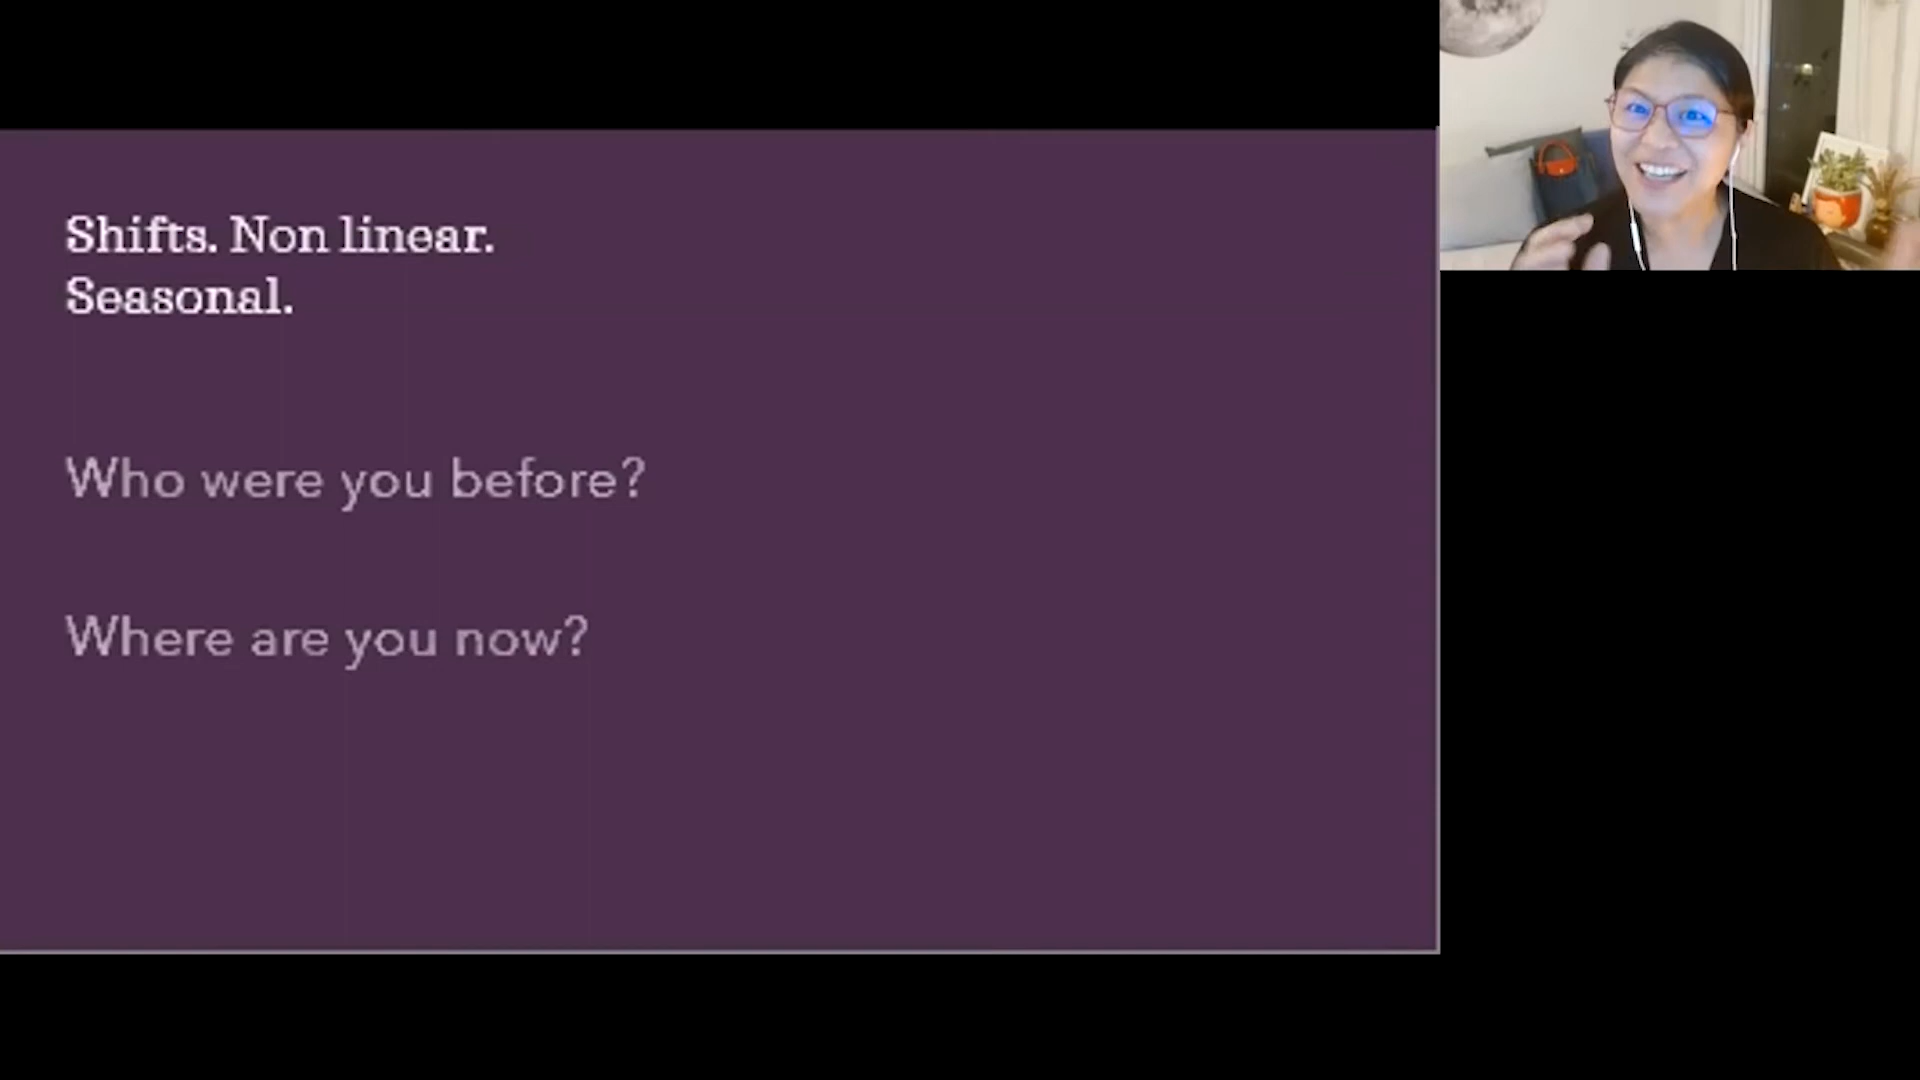 Shifts. Non linear.
Seasonal.
Who were you before?
Where are you now?